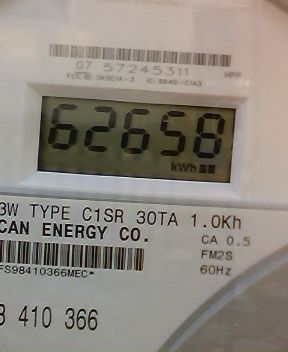 07 57245311 HPP
62658
kWh
3W TYPE C1SR 30TA 1.0Kh
CAN ENERGY CO.
CA 0.5
FM2S
60Hz
FS98410366MEC*
3 410 366